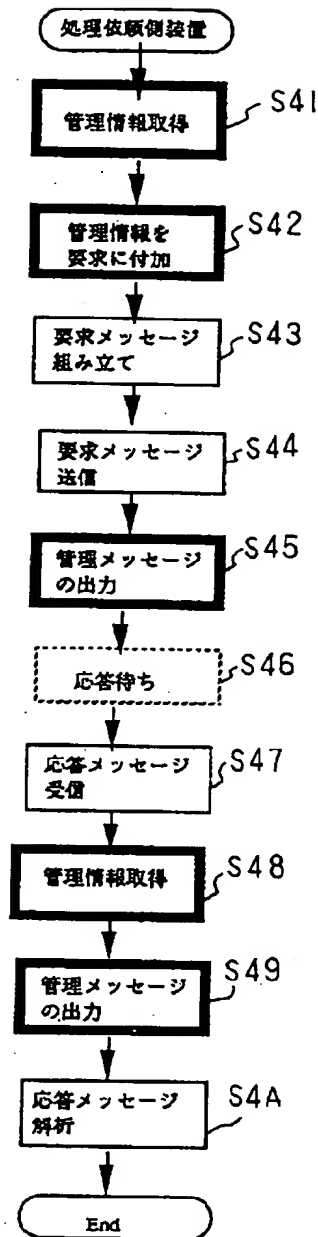 処理依頼側装置
管理情報取得
S41
管理情報を
要求に付加
S42
要求メッセージ
組み立て
S43
要求メッセージ
送信
S44
管理メッセージ
の出力
S45
応答待ち
S46
応答メッセージ
受信
S47
管理情報取得
S48
管理メッセージ
の出力
S49
応答メッセージ
解析
S4A
End